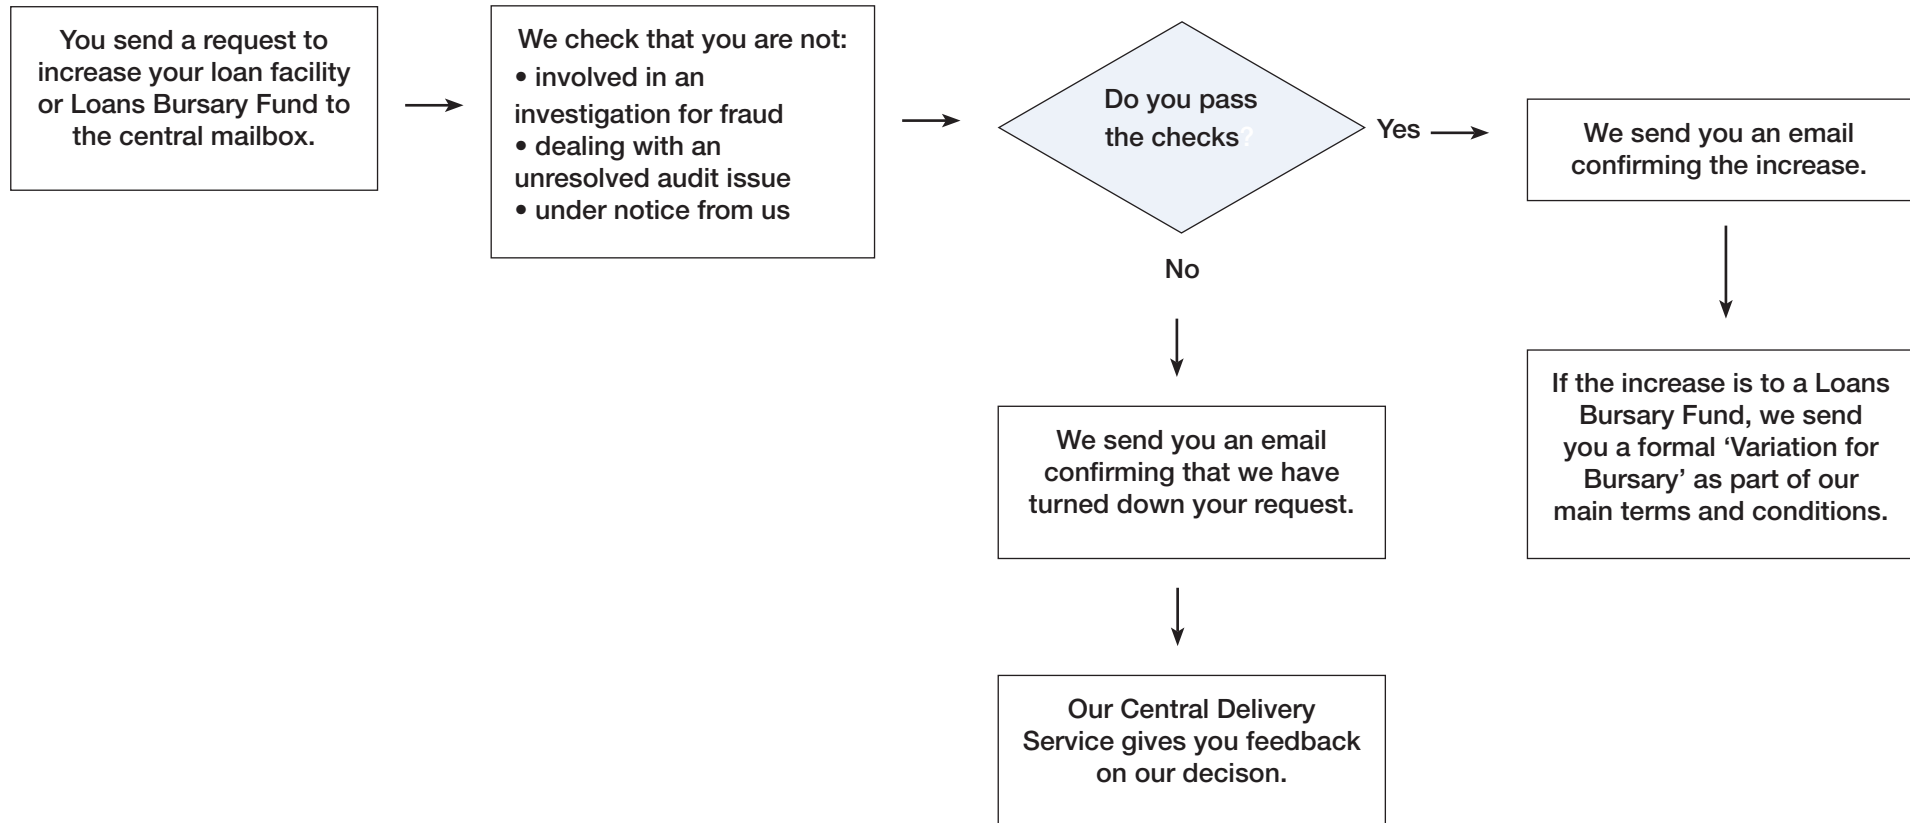 You send a request to
increase your loan facility
or Loans Bursary Fund to
the central mailbox.
We check that you are not:
• involved in an
investigation for fraud
• dealing with an
unresolved audit issue
• under notice from us
Do you pass
the checks?
Yes
We send you an email
confirming the increase.
If the increase is to a Loans
Bursary Fund, we send
you a formal ‘Variation for
Bursary’ as part of our
main terms and conditions.
No
We send you an email
confirming that we have
turned down your request.
Our Central Delivery
Service gives you feedback
on our decison.